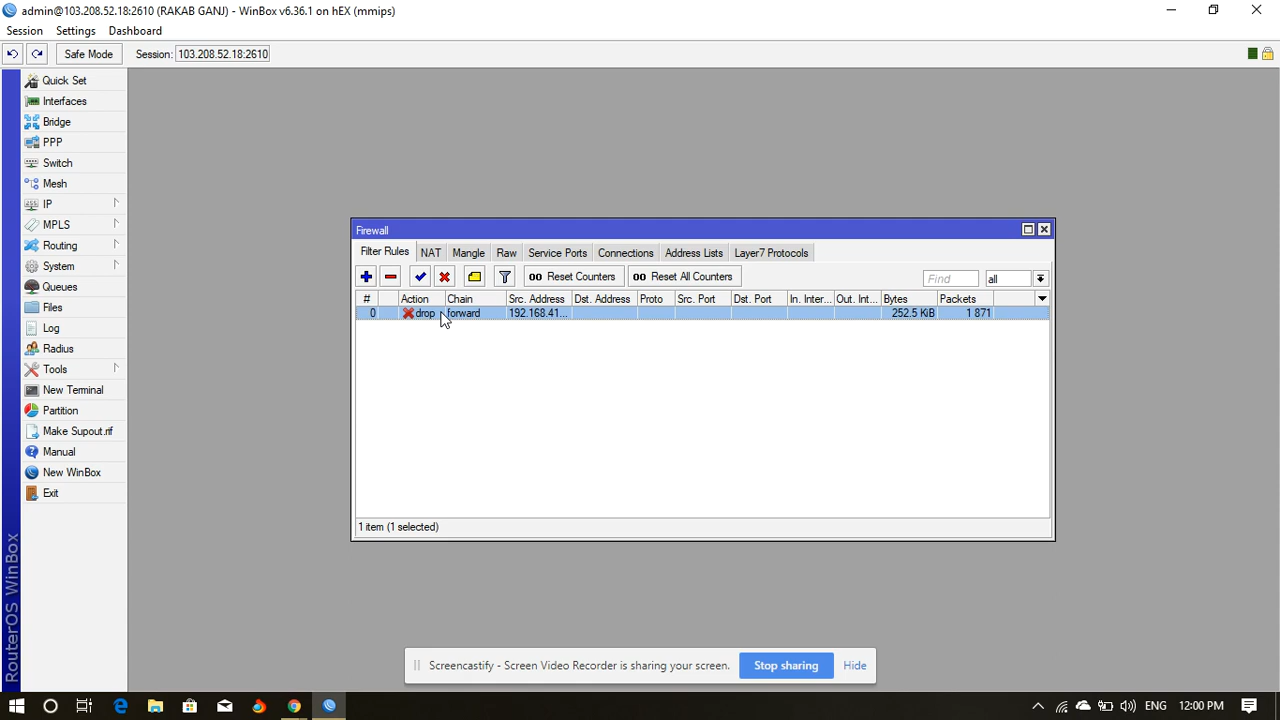 admin@103.208.52.18:2610 (RAKAB GANJ) - WinBox v6.36.1 on hEX (mmips)
Session Settings Dashboard
Safe Mode Session: 103.208.52.18:2610
Quick Set
Interfaces
Bridge
PPP
Switch
Mesh
IP
MPLS
Routing
System
Queues
Files
Log
Radius
Tools
New Terminal
Partition
Make Supout.rif
Manual
New WinBox
Exit
RouterOS WinBox
Firewall
Filter Rules NAT Mangle Raw Service Ports Connections Address Lists Layer7 Protocols
00 Reset Counters 00 Reset All Counters Find all
# Action Chain Src. Address Dst. Address Proto Src. Port Dst. Port In. Inter... Out. Int... Bytes Packets
0 drop forward 192.168.41... 252.5 KiB 1 871
1 item (1 selected)
Screencastify - Screen Video Recorder is sharing your screen. Stop sharing Hide
ENG 12:00 PM